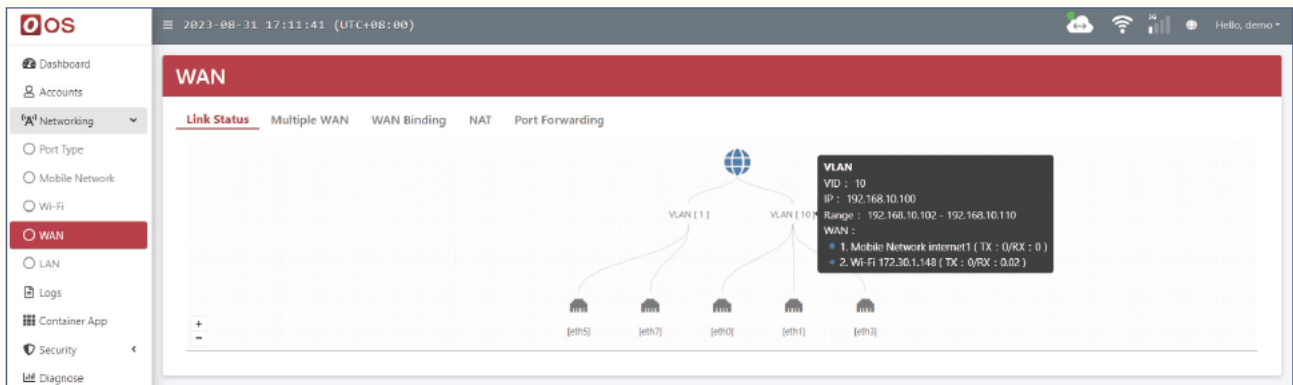 OOS
2023-08-31 17:11:41 (UTC+08:00)
3G
Hello, demo
Dashboard
Accounts
Networking
Port Type
Mobile Network
Wi-Fi
WAN
LAN
Logs
Container App
Security
Diagnose
WAN
Link Status Multiple WAN WAN Binding NAT Port Forwarding
VLAN [ 1 ]
VLAN [ 10 ]
VLAN
VID : 10
IP : 192.168.10.100
Range : 192.168.10.102 - 192.168.10.110
WAN :
1. Mobile Network internet1 ( TX : 0/RX : 0 )
2. Wi-Fi 172.30.1.148 ( TX : 0/RX : 0.02 )
[eth5] [eth7] [eth0] [eth1] [eth3]
+
−